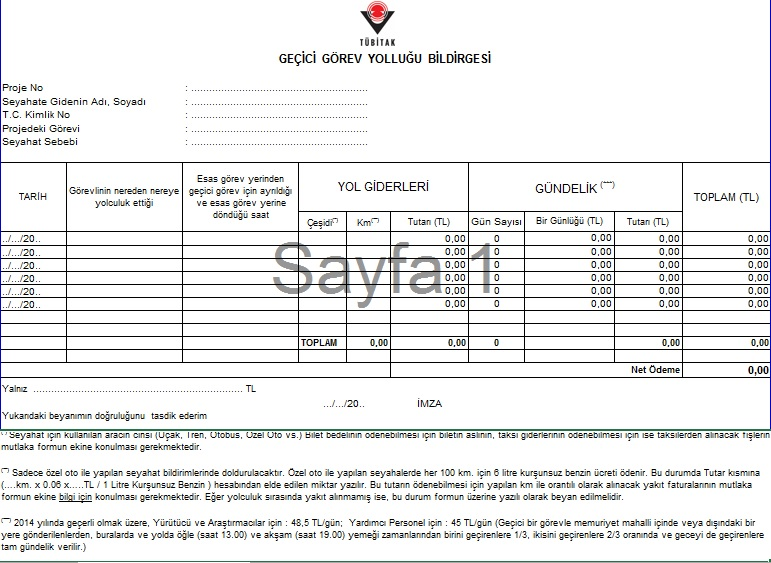 TÜBİTAK
GEÇİCİ GÖREV YOLLUĞU BİLDİRGESİ
Proje No : ............................................................
Seyahate Gidenin Adı, Soyadı : ............................................................
T.C. Kimlik No : ............................................................
Projedeki Görevi : ............................................................
Seyahat Sebebi : ............................................................
TARİH
Görevlinin nereden nereye
yolculuk ettiği
Esas görev yerinden
geçici görev için ayrıldığı
ve esas görev yerine
döndüğü saat
YOL GİDERLERİ
GÜNDELİK (***)
TOPLAM (TL)
Çeşidi(*) Km(**) Tutarı (TL) Gün Sayısı Bir Günlüğü (TL) Tutarı (TL)
../.../20.. 0,00 0 0,00 0,00 0,00
../.../20.. 0,00 0 0,00 0,00 0,00
../.../20.. 0,00 0 0,00 0,00 0,00
../.../20.. 0,00 0 0,00 0,00 0,00
../.../20.. 0,00 0 0,00 0,00 0,00
../.../20.. 0,00 0 0,00 0,00 0,00
Sayfa 1
TOPLAM 0,00 0,00 0 0,00 0,00
Net Ödeme 0,00
Yalnız ....................................................................... TL
.../.../20.. İMZA
Yukarıdaki beyanımın doğruluğunu tasdik ederim
(*) Seyahat için kullanılan aracın cinsi (Uçak, Tren, Otobüs, Özel Oto vs.) Bilet bedelinin ödenebilmesi için biletin aslının, taksi giderlerinin ödenebilmesi için ise taksilerden alınacak fişlerin
mutlaka formun ekine konulması gerekmektedir.
(**) Sadece özel oto ile yapılan seyahat bildirimlerinde doldurulacaktır. Özel oto ile yapılan seyahalerde her 100 km. için 6 litre kurşunsuz benzin ücreti ödenir. Bu durumda Tutar kısmına
(....km. x 0.06 x.....TL / 1 Litre Kurşunsuz Benzin ) hesabından elde edilen miktar yazılır. Bu tutarın ödenebilmesi için yapılan km ile orantılı olarak alınacak yakıt faturalarının mutlaka
formun ekine bilgi için konulması gerekmektedir. Eğer yolculuk sırasında yakıt alınmamış ise, bu durum formun üzerine yazılı olarak beyan edilmelidir.
(***) 2014 yılında geçerli olmak üzere, Yürütücü ve Araştırmacılar için : 48,5 TL/gün; Yardımcı Personel için : 45 TL/gün (Geçici bir görevle memuriyet mahalli içinde veya dışındaki bir
yere gönderilenlerden, buralarda ve yolda öğle (saat 13.00) ve akşam (saat 19.00) yemeği zamanlarından birini geçirenlere 1/3, ikisini geçirenlere 2/3 oranında ve geceyi de geçirenlere
tam gündelik verilir.)